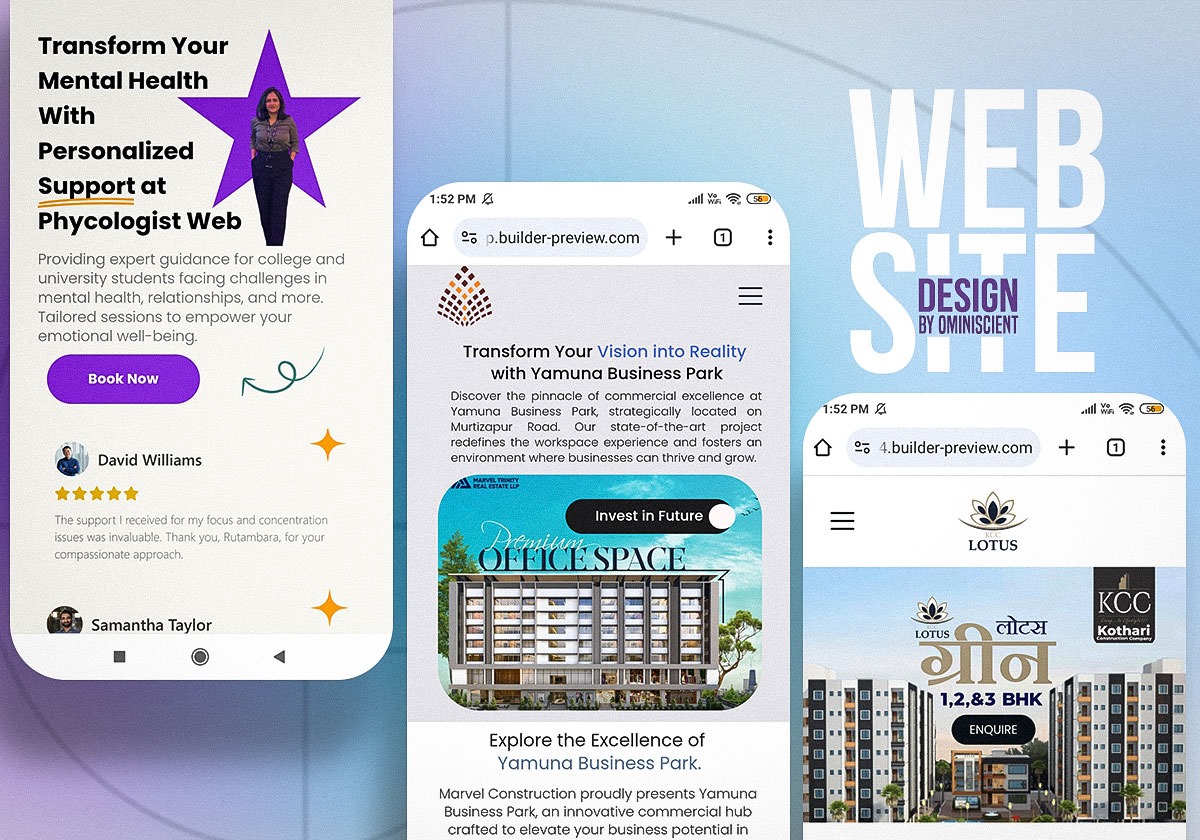 Transform Your
Mental Health
With
Personalized
Support at
Phycologist Web
Providing expert guidance for college and
university students facing challenges in
mental health, relationships, and more.
Tailored sessions to empower your
emotional well-being.
Book Now
David Williams
The support I received for my focus and concentration
issues was invaluable. Thank you, Rutambara, for your
compassionate approach.
Samantha Taylor
1:52 PM
Vo
WiFi
56
p.builder-preview.com
1
Transform Your Vision into Reality
with Yamuna Business Park
Discover the pinnacle of commercial excellence at
Yamuna Business Park, strategically located on
Murtizapur Road. Our state-of-the-art project
redefines the workspace experience and fosters an
environment where businesses can thrive and grow.
MARVEL TRINITY
REAL ESTATE LLP
Invest in Future
Premium
OFFICE SPACE
Explore the Excellence of
Yamuna Business Park.
Marvel Construction proudly presents Yamuna
Business Park, an innovative commercial hub
crafted to elevate your business potential in
WEB
SITE
DESIGN
BY OMINISCIENT
1:52 PM
Vo
WiFi
56
4.builder-preview.com
1
KCC
LOTUS
KCC
LOTUS
लोटस
ग्रीन
1,2,&3 BHK
ENQUIRE
KCC
Kothari
Construction Company